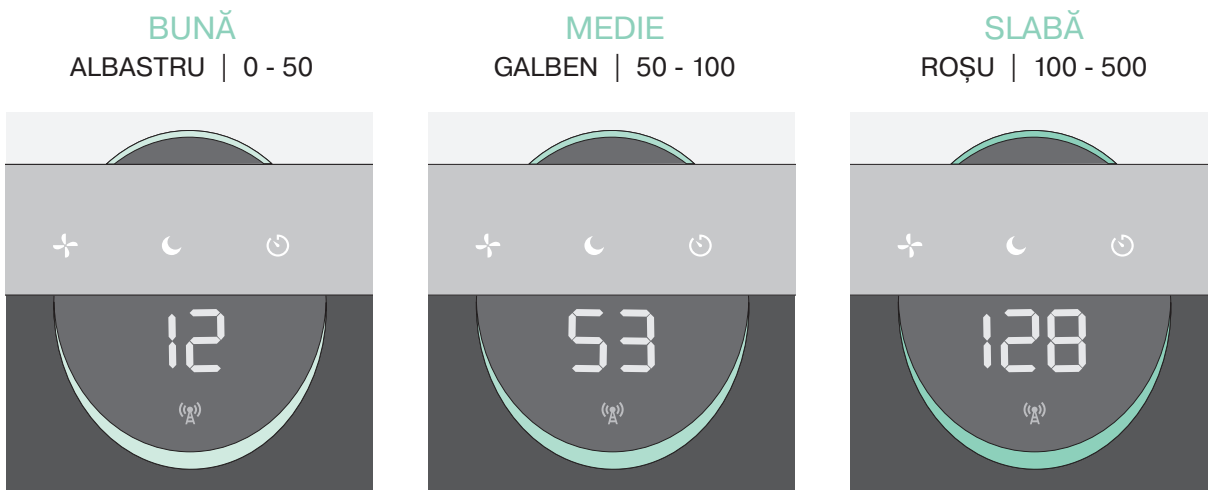 BUNĂ
ALBASTRU | 0 - 50
12
MEDIE
GALBEN | 50 - 100
53
SLABĂ
ROȘU | 100 - 500
128